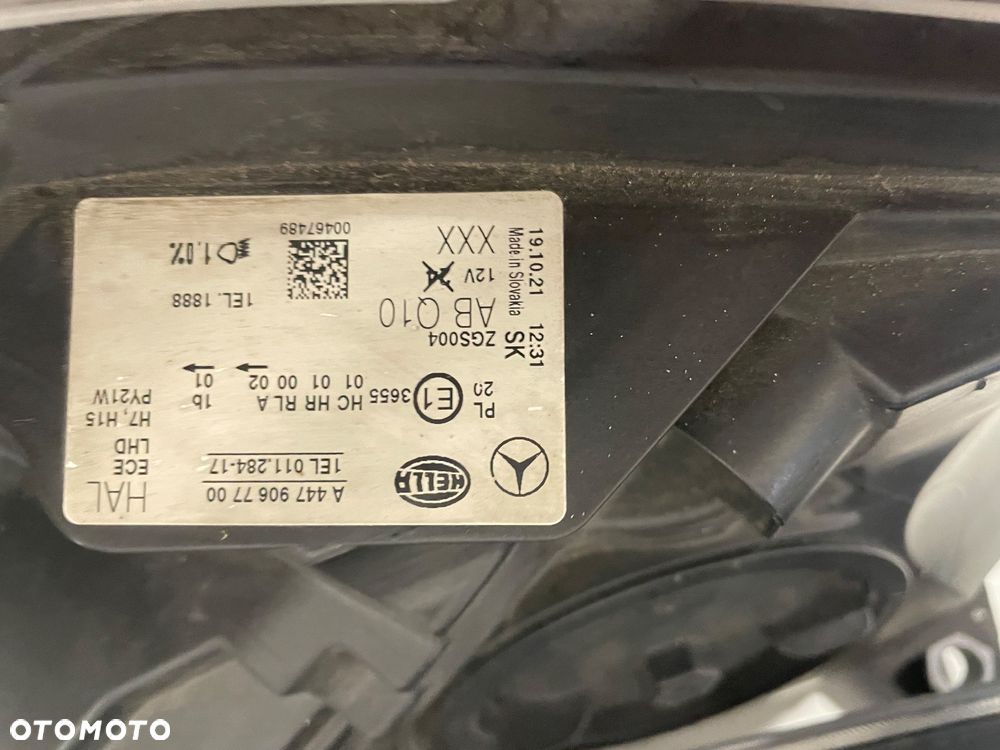 HELLA
A 447 906 77 00
1EL 011.284-17
HAL
ECE
LHD
H7, H15
PY21W
PL
20
E1
3655
HC HR RL A 1b
01 01 00 02 01
19.10.21 12:31
Made in Slovakia SK
ZGS004
AB Q10
12V 24
XXX
1EL. 1888
1.0%
00467489
OTOMOTO